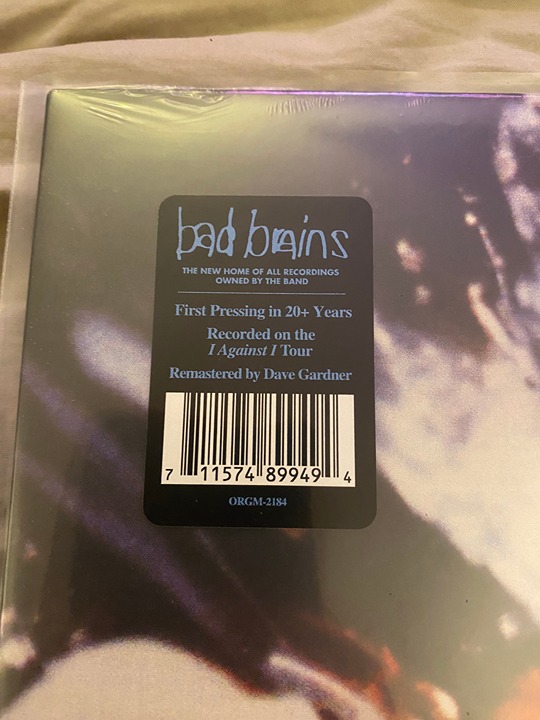 bad brains
THE NEW HOME OF ALL RECORDINGS
OWNED BY THE BAND
First Pressing in 20+ Years
Recorded on the
I Against I Tour
Remastered by Dave Gardner
7 11574 89949 4
ORGM-2184